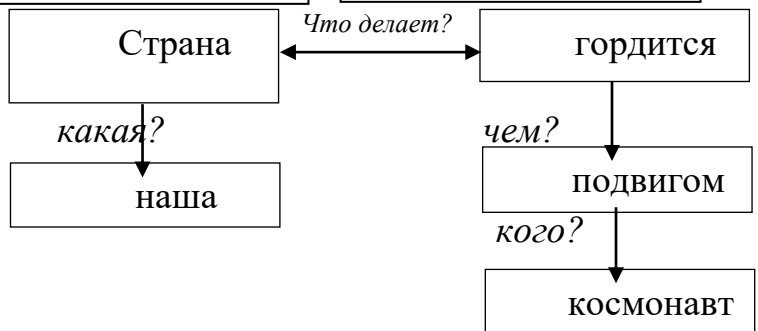 Что делает?
Страна гордится
какая? чем?
наша подвигом
кого?
космонавт